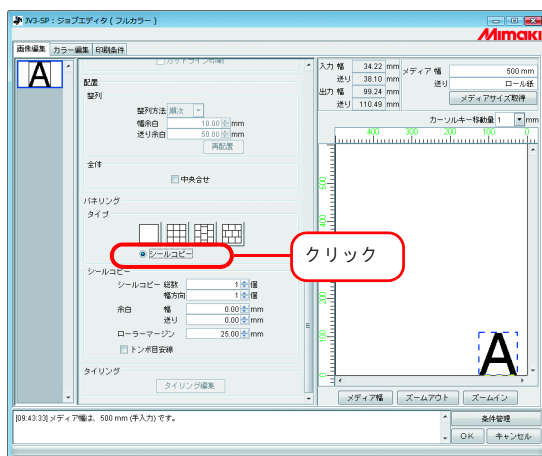 JV3-SP : ジョブエディタ ( フルカラー )
Mimaki
画像編集 カラー編集 印刷条件
A
カットライン印刷
配置
整列
整列方法 順次
幅余白 10.00 mm
送り余白 50.00 mm
再配置
全体
中央合せ
パネリング
タイプ
シールコピー
シールコピー
シールコピー 総数 1 個
幅方向 1 個
余白 幅 0.00 mm
送り 0.00 mm
ローラーマージン 25.00 mm
トンボ目安線
タイリング
タイリング編集
クリック
入力 幅 34.22 mm
送り 38.10 mm
出力 幅 99.24 mm
送り 110.49 mm
メディア 幅 500 mm
送り ロール紙
メディアサイズ取得
カーソルキー移動量 1 mm
400 300 200 100 0
8
8
8
8
0
A
メディア幅 ズームアウト ズームイン
[09:43:33] メディア幅は、500 mm (手入力) です。
条件管理
OK キャンセル